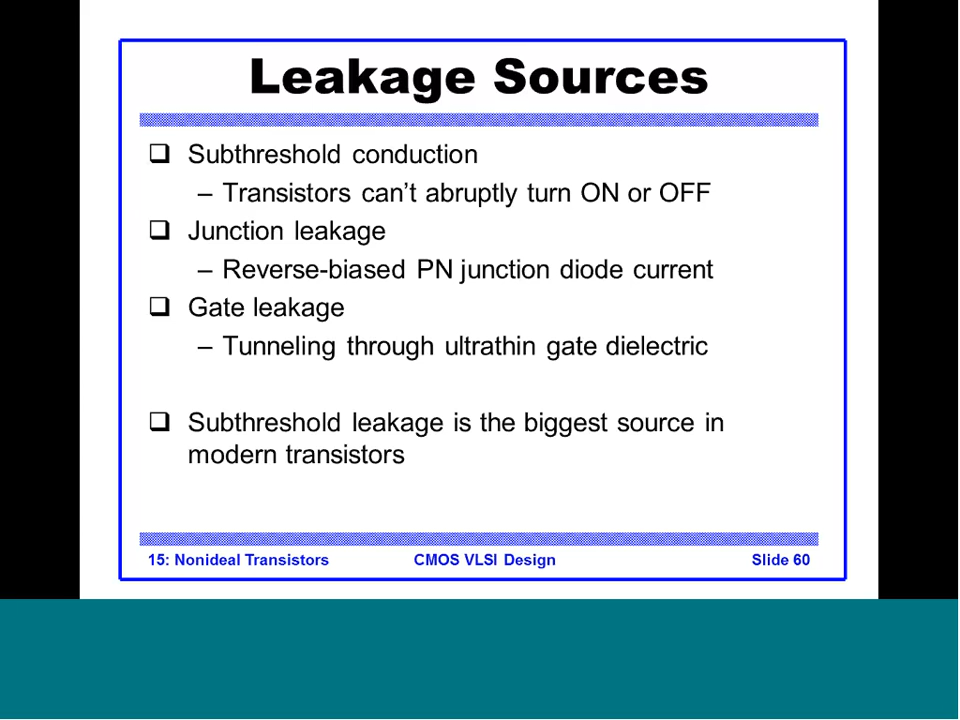 Leakage Sources
❑ Subthreshold conduction
– Transistors can’t abruptly turn ON or OFF
❑ Junction leakage
– Reverse-biased PN junction diode current
❑ Gate leakage
– Tunneling through ultrathin gate dielectric
❑ Subthreshold leakage is the biggest source in
modern transistors
15: Nonideal Transistors CMOS VLSI Design Slide 60